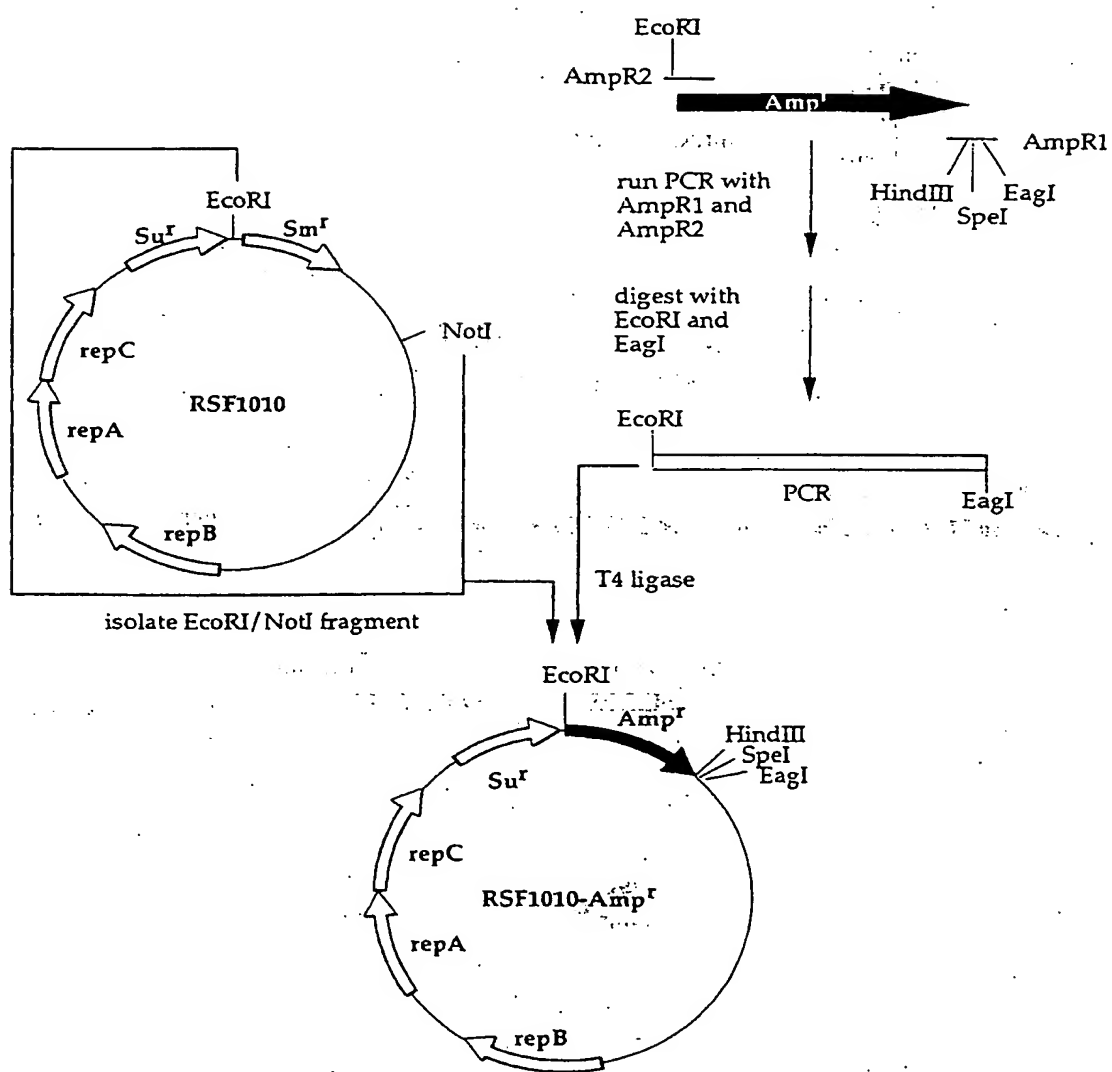 EcoRI
AmpR2
Amp^r
AmpR1
HindIII
SpeI
EagI
run PCR with
AmpR1 and
AmpR2
digest with
EcoRI and
EagI
EcoRI
PCR
EagI
T4 ligase
EcoRI
Su^r
Sm^r
NotI
repC
RSF1010
repA
repB
isolate EcoRI/NotI fragment
EcoRI
Amp^r
HindIII
SpeI
EagI
Su^r
repC
RSF1010-Amp^r
repA
repB